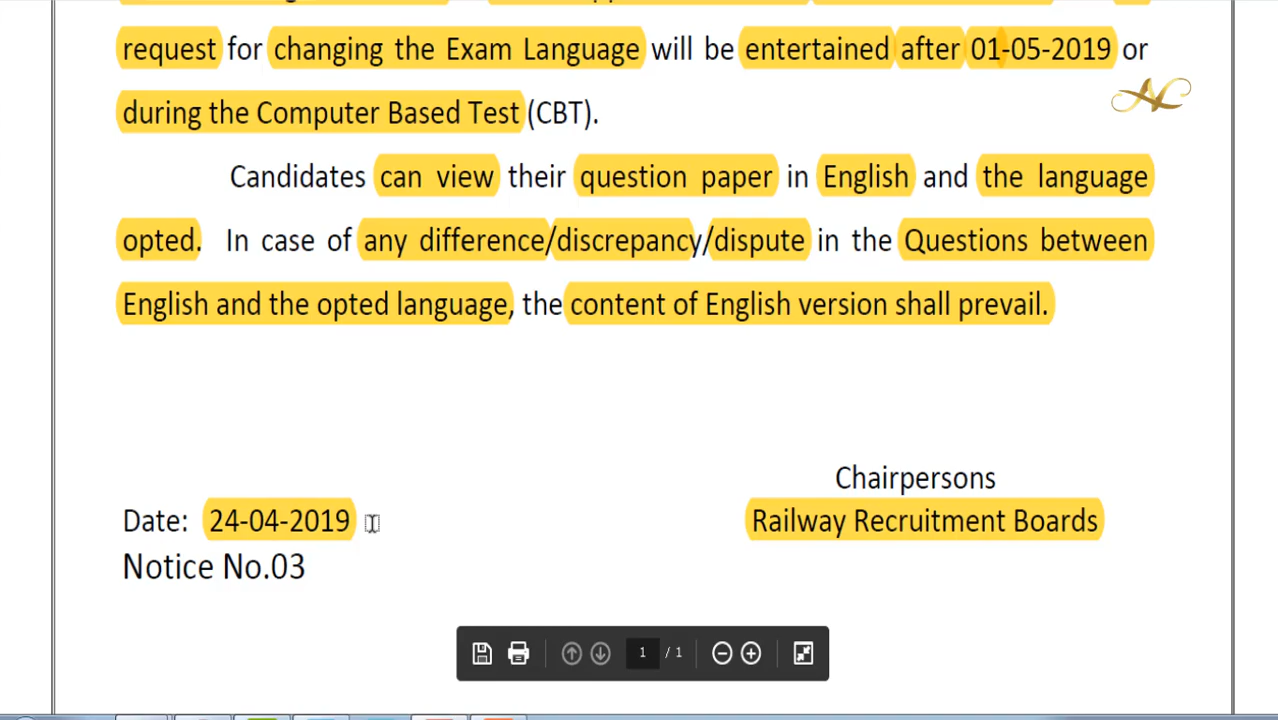 request for changing the Exam Language will be entertained after 01-05-2019 or
during the Computer Based Test (CBT).
Candidates can view their question paper in English and the language
opted. In case of any difference/discrepancy/dispute in the Questions between
English and the opted language, the content of English version shall prevail.
Chairpersons
Date: 24-04-2019 Railway Recruitment Boards
Notice No.03
1 / 1